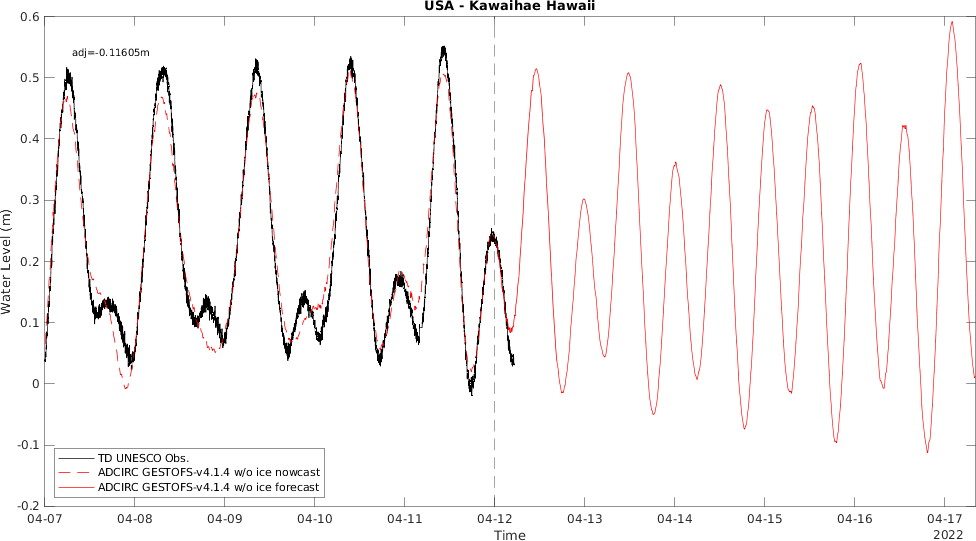 USA - Kawaihae Hawaii
adj=-0.11605m
0.6
0.5
0.4
0.3
0.2
0.1
0
-0.1
-0.2
Water Level (m)
TD UNESCO Obs.
ADCIRC GESTOFS-v4.1.4 w/o ice nowcast
ADCIRC GESTOFS-v4.1.4 w/o ice forecast
04-07 04-08 04-09 04-10 04-11 04-12 04-13 04-14 04-15 04-16 04-17
Time
2022